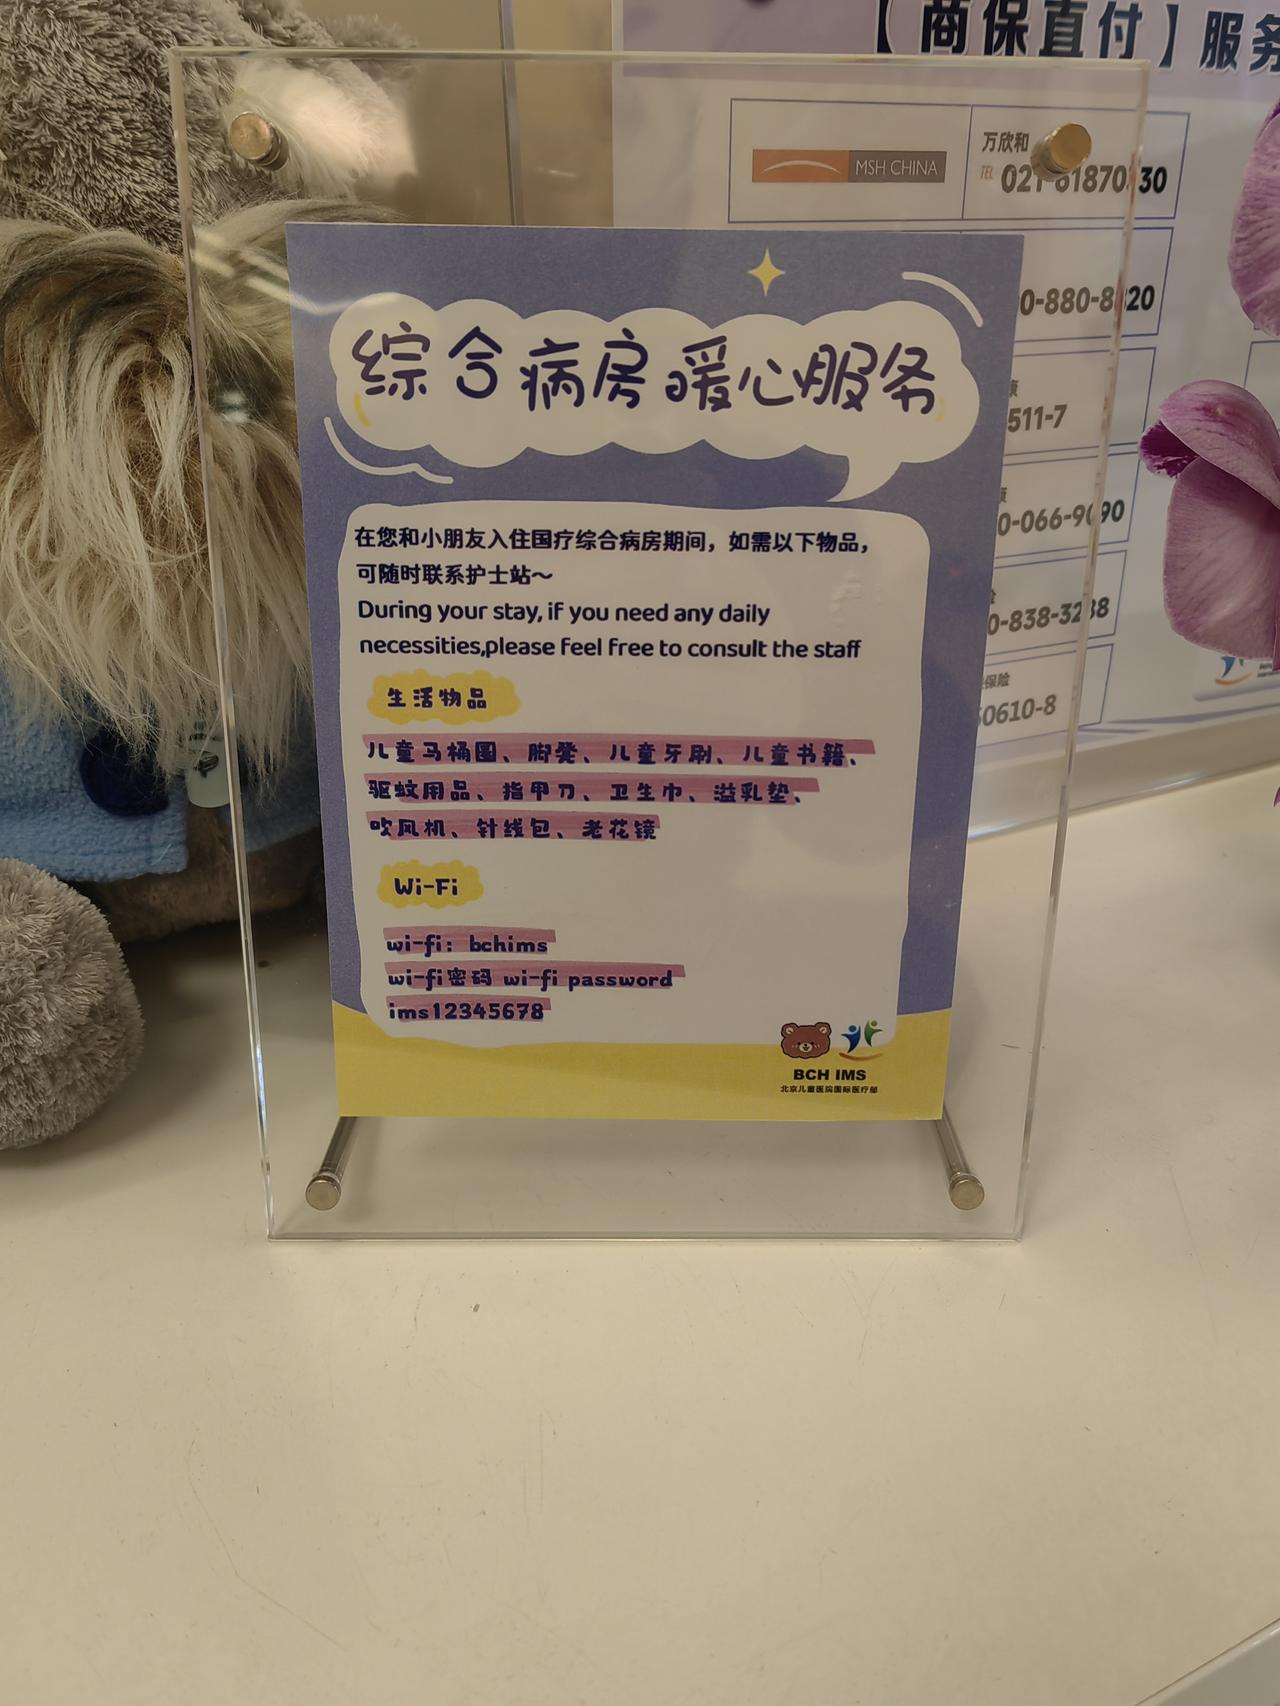 【商保直付】服务
MSH CHINA
万欣和
TEL
0-880-8
康
511-7
0-066-9090
0-838-3288
保险
0610-8
综合病房暖心服务
在您和小朋友入住国疗综合病房期间，如需以下物品，
可随时联系护士站～
During your stay, if you need any daily
necessities,please feel free to consult the staff
生活物品
儿童马桶圈、脚凳、儿童牙刷、儿童书籍、
驱蚊用品、指甲刀、卫生巾、溢乳垫、
吹风机、针线包、老花镜
Wi-Fi
wi-fi：bchims
wi-fi密码 wi-fi password
ims12345678
BCH IMS
北京儿童医院国际医疗部